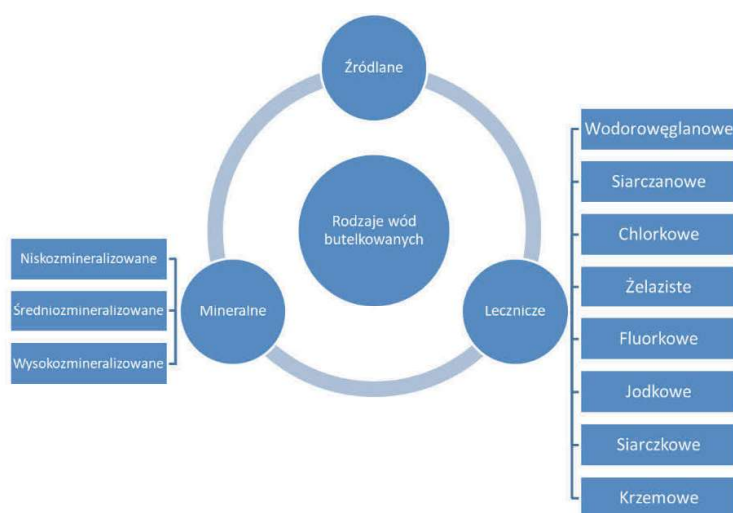 Źródlane
Rodzaje wód
butelkowanych
Mineralne
Niskozmineralizowane
Średniozmineralizowane
Wysokozmineralizowane
Lecznicze
Wodorowęglanowe
Siarczanowe
Chlorkowe
Żelaziste
Fluorkowe
Jodkowe
Siarczkowe
Krzemowe